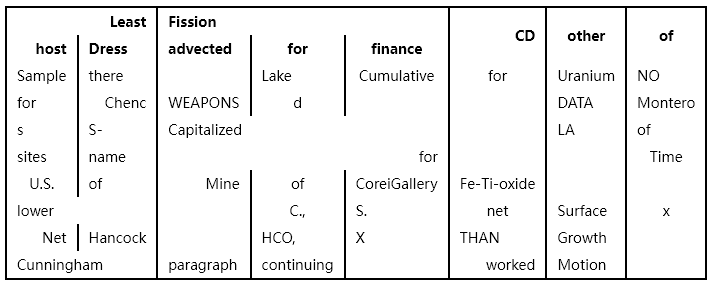 Least Fission
CD other of
host Dress advected for finance
Sample there Lake Cumulative for Uranium NO
for Chenc WEAPONS d DATA Montero
s S- Capitalized LA of
sites name for Time
U.S. of Mine of CoreiGallery Fe-Ti-oxide
lower C., S. net Surface x
Net Hancock HCO, X THAN Growth
Cunningham paragraph continuing worked Motion